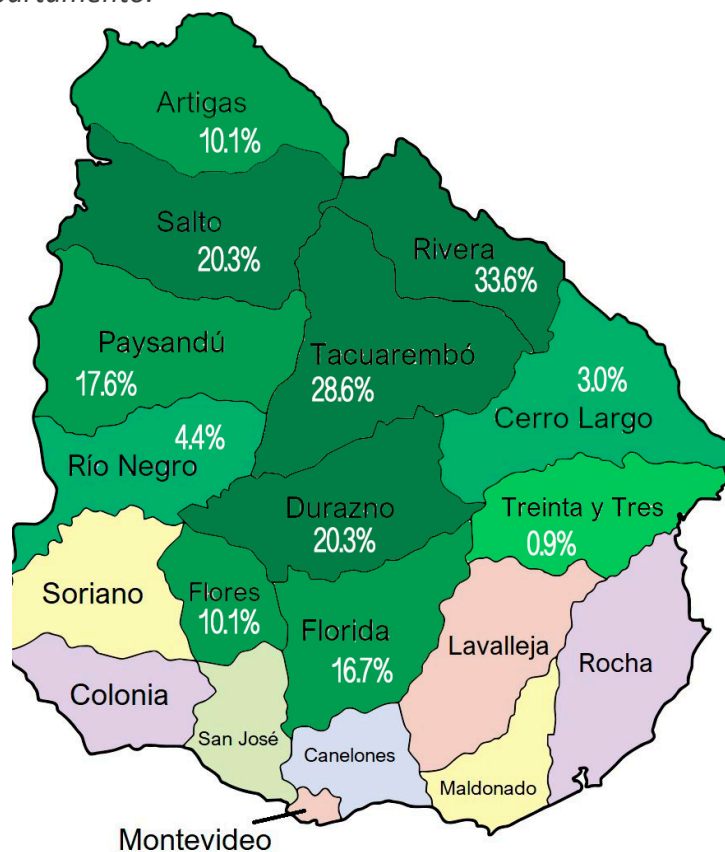 partamento.
Artigas
10.1%
Salto
20.3%
Rivera
33.6%
Paysandú
17.6%
Tacuarembó
28.6%
3.0%
Cerro Largo
4.4%
Río Negro
Durazno
20.3%
Treinta y Tres
0.9%
Soriano
Flores
10.1%
Florida
16.7%
Lavalleja
Rocha
Colonia
San José
Canelones
Maldonado
Montevideo